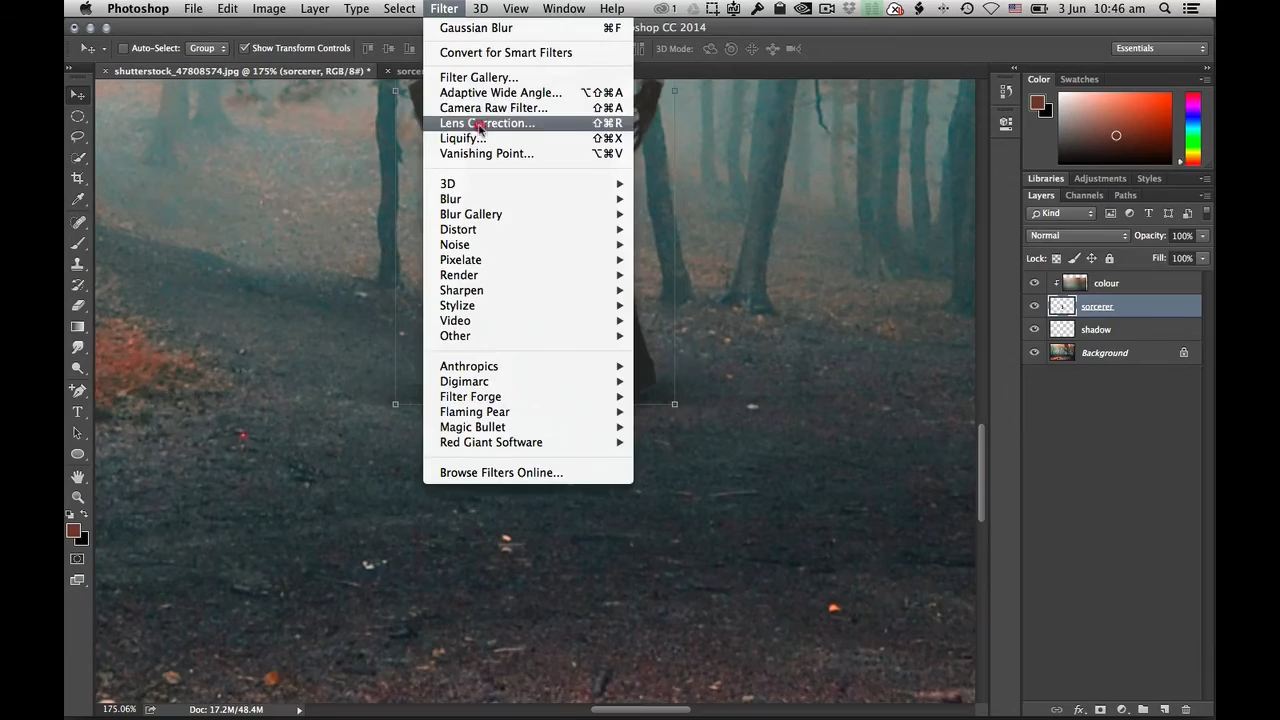 Photoshop File Edit Image Layer Type Select Filter 3D View Window Help 1 3 Jun 10:46 am
Photoshop CC 2014
Auto-Select: Group Show Transform Controls 3D Mode: Essentials
shutterstock_47808574.jpg @ 175% (sorcerer, RGB/8#) * sorcer
Gaussian Blur ⌘F
Convert for Smart Filters
Filter Gallery...
Adaptive Wide Angle... ⌥⇧⌘A
Camera Raw Filter... ⇧⌘A
Lens Correction... ⇧⌘R
Liquify... ⇧⌘X
Vanishing Point... ⌥⌘V
3D
Blur
Blur Gallery
Distort
Noise
Pixelate
Render
Sharpen
Stylize
Video
Other
Anthropics
Digimarc
Filter Forge
Flaming Pear
Magic Bullet
Red Giant Software
Browse Filters Online...
Color Swatches
Libraries Adjustments Styles
Layers Channels Paths
Kind
Normal Opacity: 100%
Lock: Fill: 100%
colour
sorcerer
shadow
Background
175.06% Doc: 17.2M/48.4M